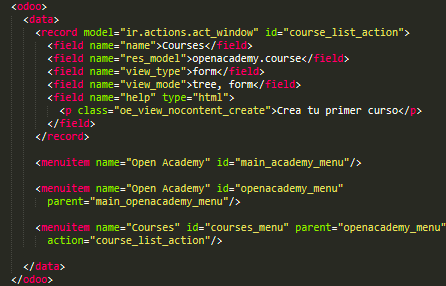 <odoo>
<data>
<record model="ir.actions.act_window" id="course_list_action">
<field name="name">Courses</field>
<field name="res_model">openacademy.course</field>
<field name="view_type">form</field>
<field name="view_mode">tree, form</field>
<field name="help" type="html">
<p class="oe_view_nocontent_create">Crea tu primer curso</p>
</field>
</record>
<menuitem name="Open Academy" id="main_academy_menu"/>
<menuitem name="Open Academy" id="openacademy_menu"
parent="main_openacademy_menu"/>
<menuitem name="Courses" id="courses_menu" parent="openacademy_menu"
action="course_list_action"/>
</data>
</odoo>